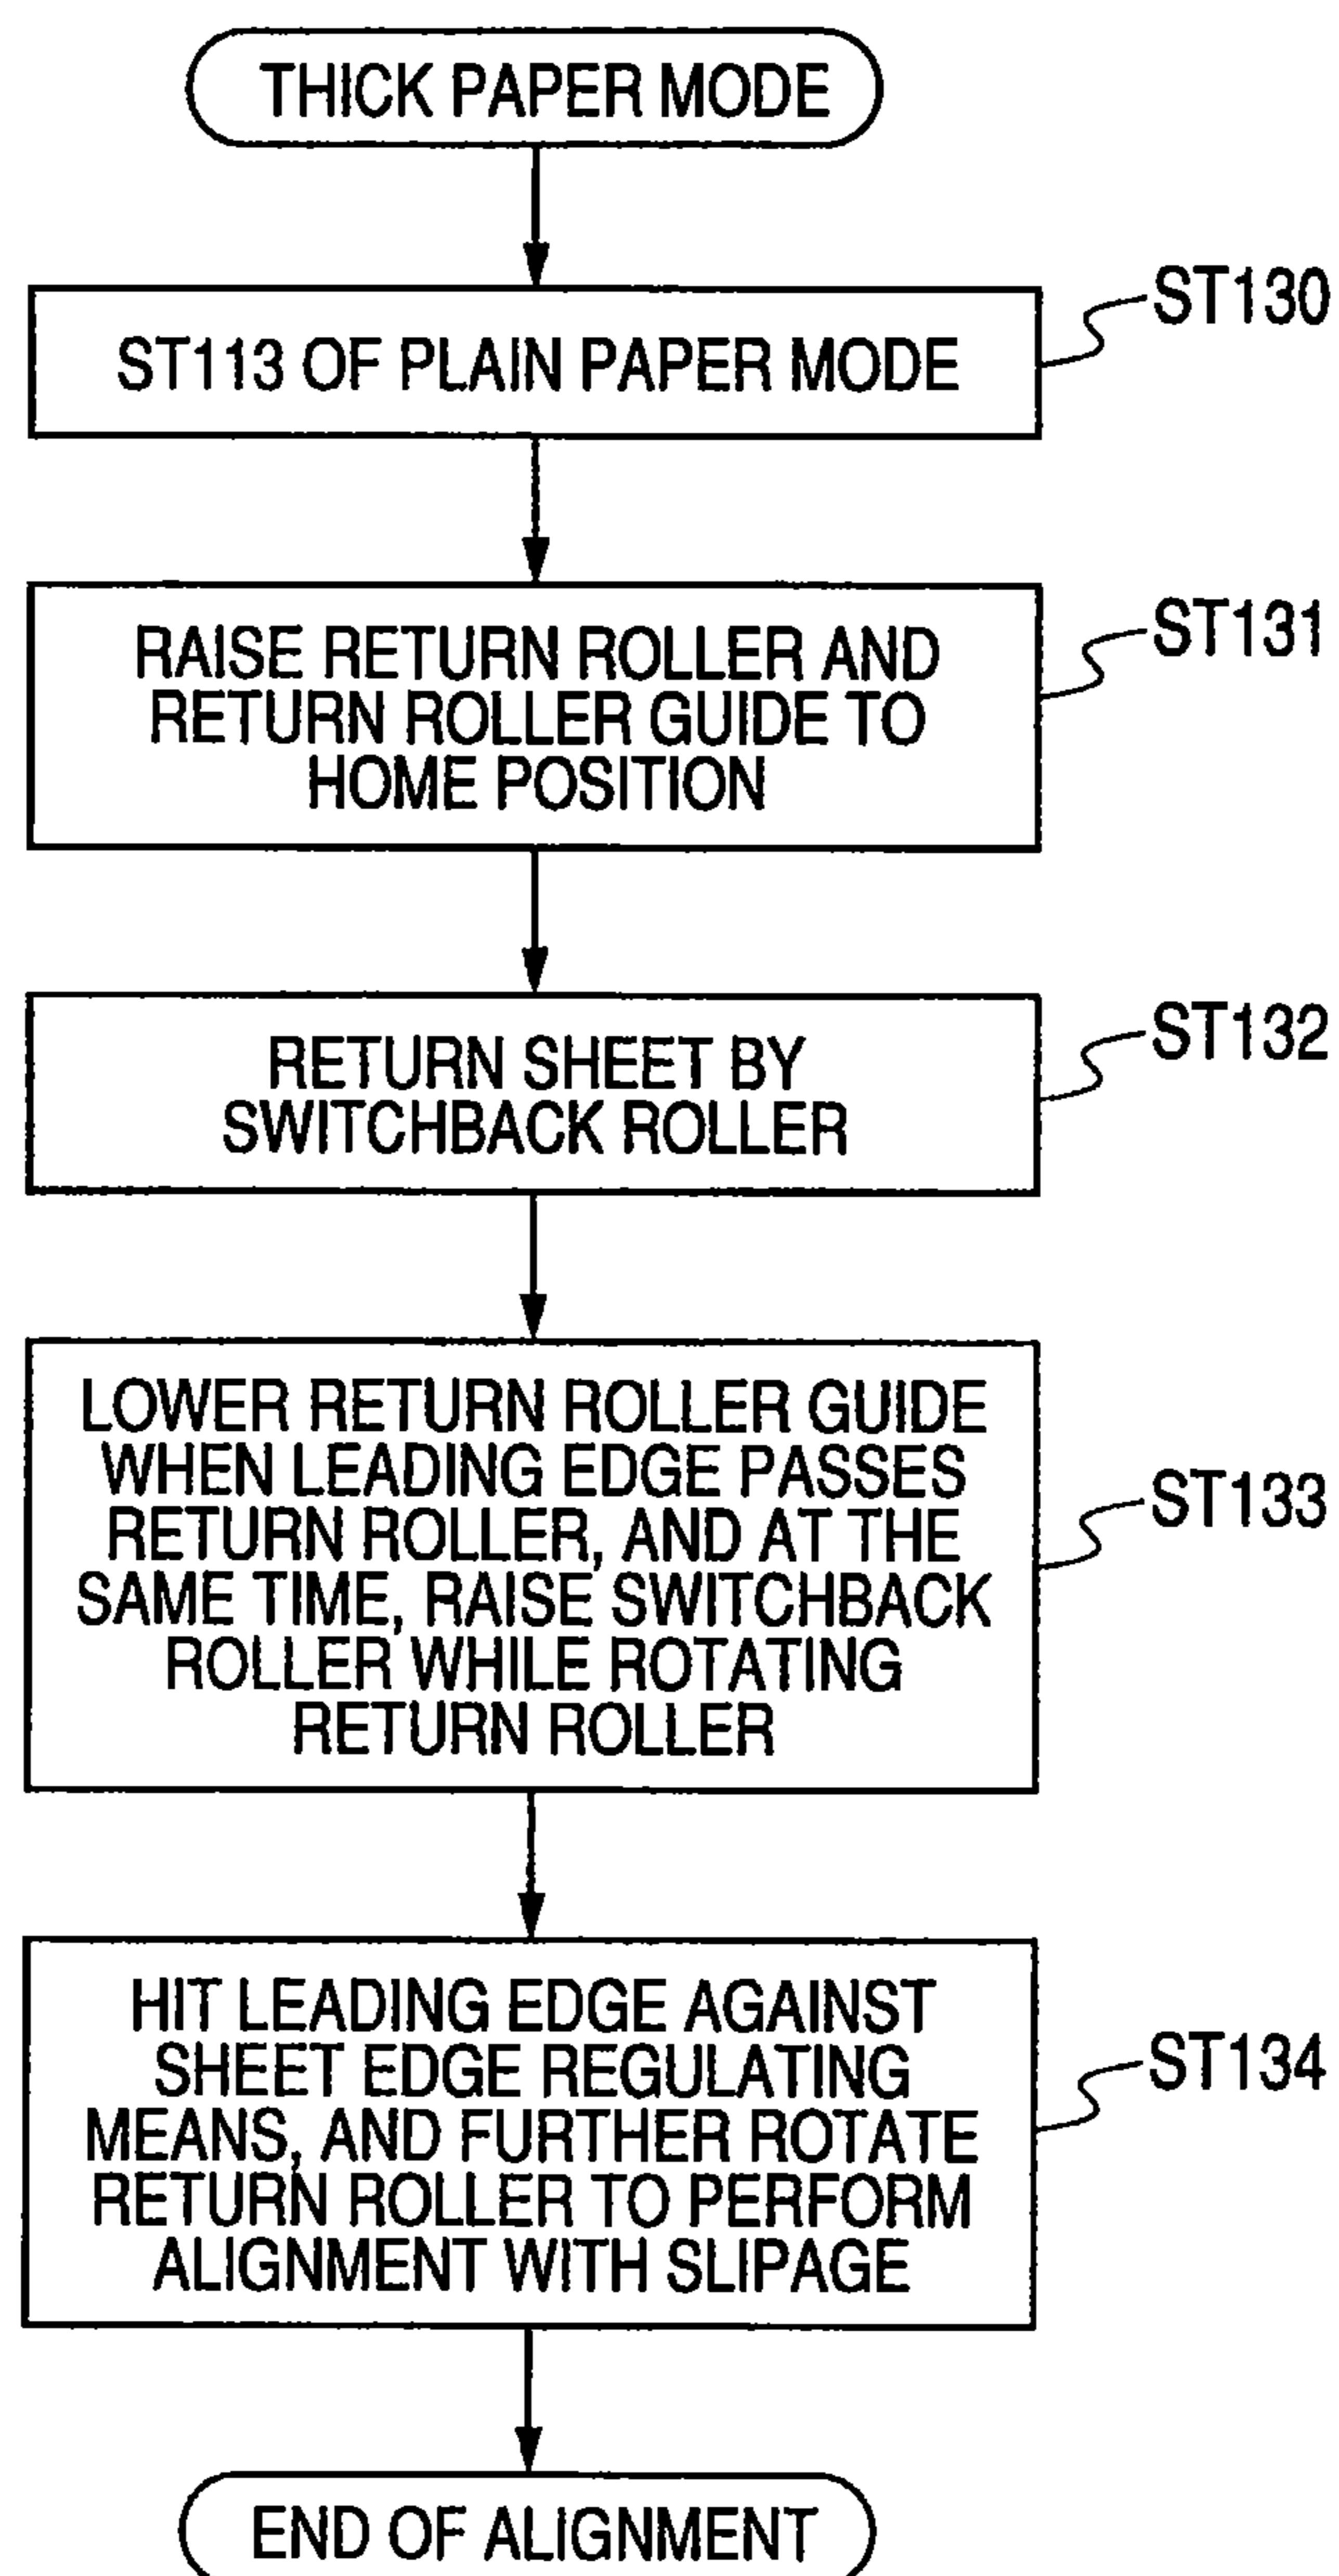 THICK PAPER MODE
ST113 OF PLAIN PAPER MODE
ST130
RAISE RETURN ROLLER AND
RETURN ROLLER GUIDE TO
HOME POSITION
ST131
RETURN SHEET BY
SWITCHBACK ROLLER
ST132
LOWER RETURN ROLLER GUIDE
WHEN LEADING EDGE PASSES
RETURN ROLLER, AND AT THE
SAME TIME, RAISE SWITCHBACK
ROLLER WHILE ROTATING
RETURN ROLLER
ST133
HIT LEADING EDGE AGAINST
SHEET EDGE REGULATING
MEANS, AND FURTHER ROTATE
RETURN ROLLER TO PERFORM
ALIGNMENT WITH SLIPAGE
ST134
END OF ALIGNMENT